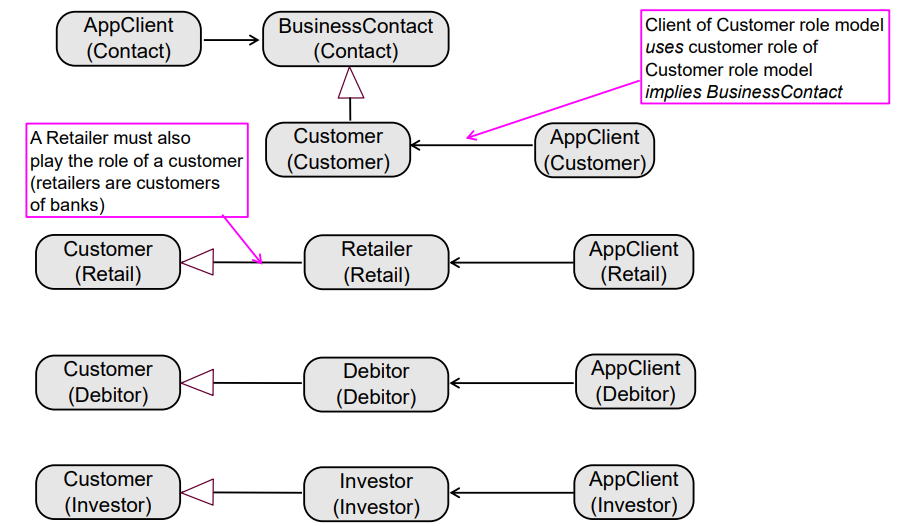 AppClient
(Contact)
BusinessContact
(Contact)
Client of Customer role model
uses customer role of
Customer role model
implies BusinessContact
Customer
(Customer)
AppClient
(Customer)
A Retailer must also
play the role of a customer
(retailers are customers
of banks)
Customer
(Retail)
Retailer
(Retail)
AppClient
(Retail)
Customer
(Debitor)
Debitor
(Debitor)
AppClient
(Debitor)
Customer
(Investor)
Investor
(Investor)
AppClient
(Investor)